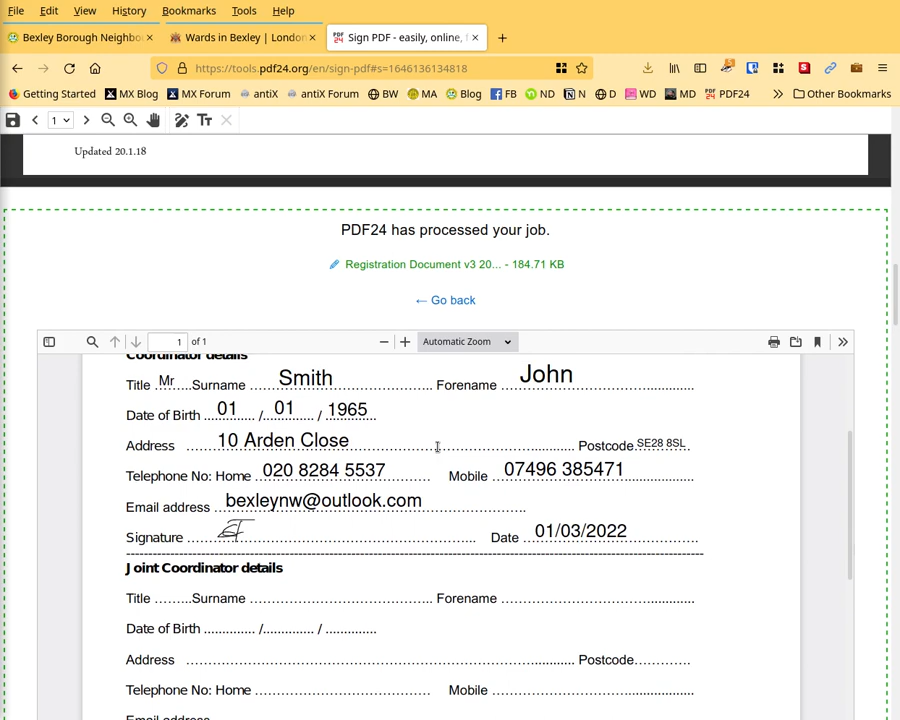 File Edit View History Bookmarks Tools Help
Bexley Borough Neighbo Wards in Bexley | London Sign PDF - easily, online, f
https://tools.pdf24.org/en/sign-pdf#s=1646136134818
Getting Started MX Blog MX Forum antiX antiX Forum BW MA Blog FB ND N D WD MD PDF24 Other Bookmarks
1
Updated 20.1.18
PDF24 has processed your job.
Registration Document v3 20... - 184.71 KB
← Go back
1 of 1 Automatic Zoom
Coordinator details
Title Mr Surname Smith Forename John
Date of Birth 01 / 01 / 1965
Address 10 Arden Close Postcode SE28 8SL
Telephone No: Home 020 8284 5537 Mobile 07496 385471
Email address bexleynw@outlook.com
Signature Date 01/03/2022
Joint Coordinator details
Title Surname Forename
Date of Birth / /
Address Postcode
Telephone No: Home Mobile
Email address